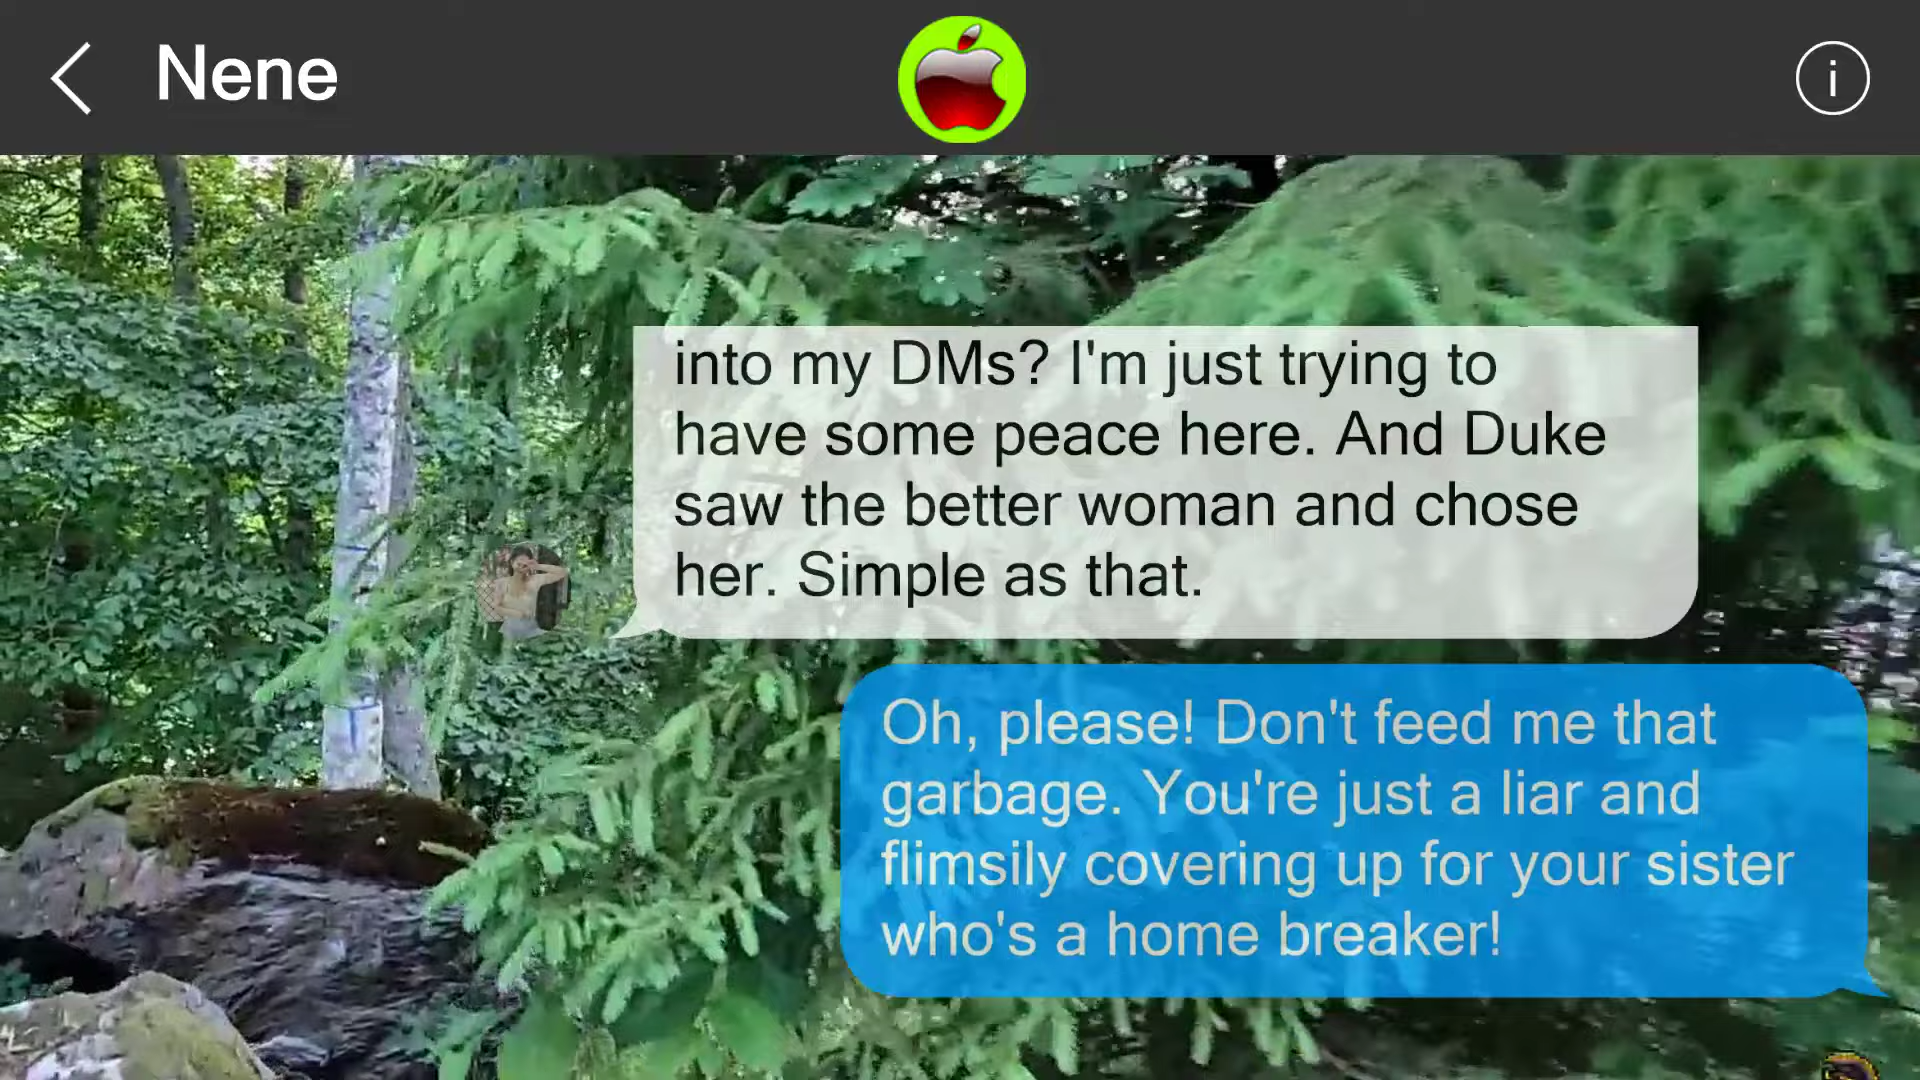 Nene
i
into my DMs? I'm just trying to
have some peace here. And Duke
saw the better woman and chose
her. Simple as that.
Oh, please! Don't feed me that
garbage. You're just a liar and
flimsily covering up for your sister
who's a home breaker!